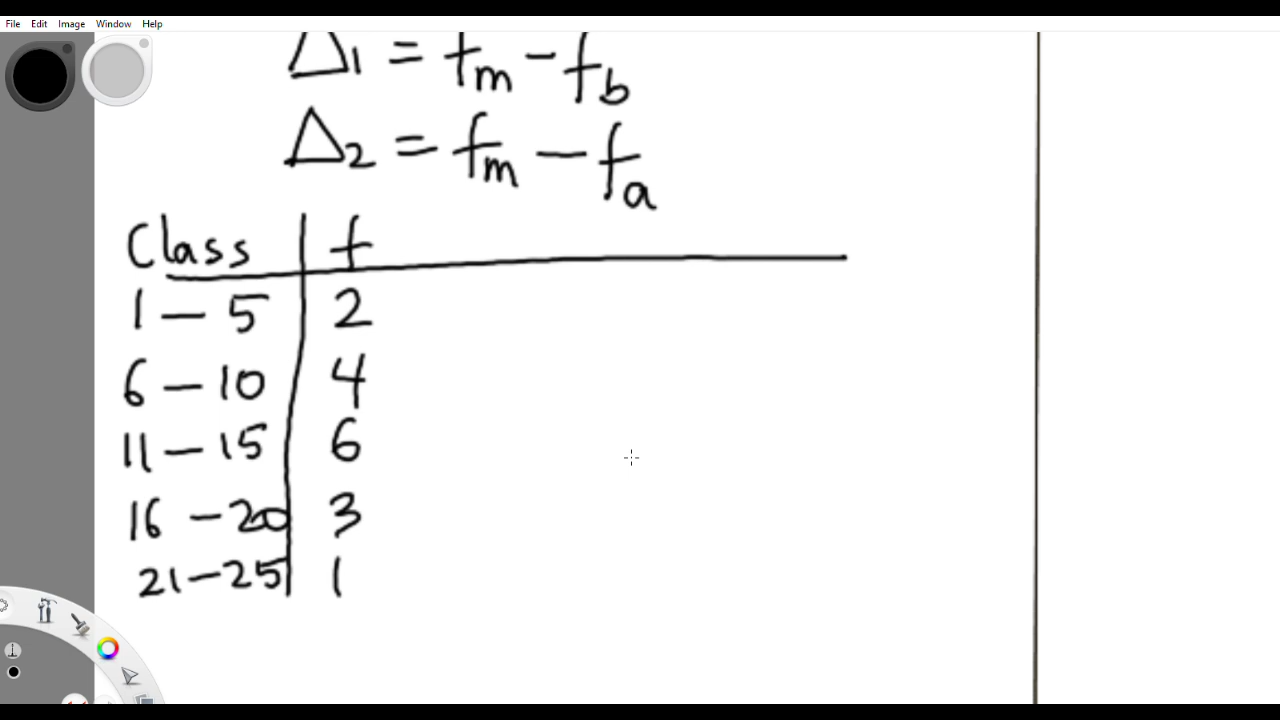 File Edit Image Window Help
Δ1 = fm - fb
Δ2 = fm - fa
Class f
1 - 5 2
6 - 10 4
11 - 15 6
16 - 20 3
21 - 25 1